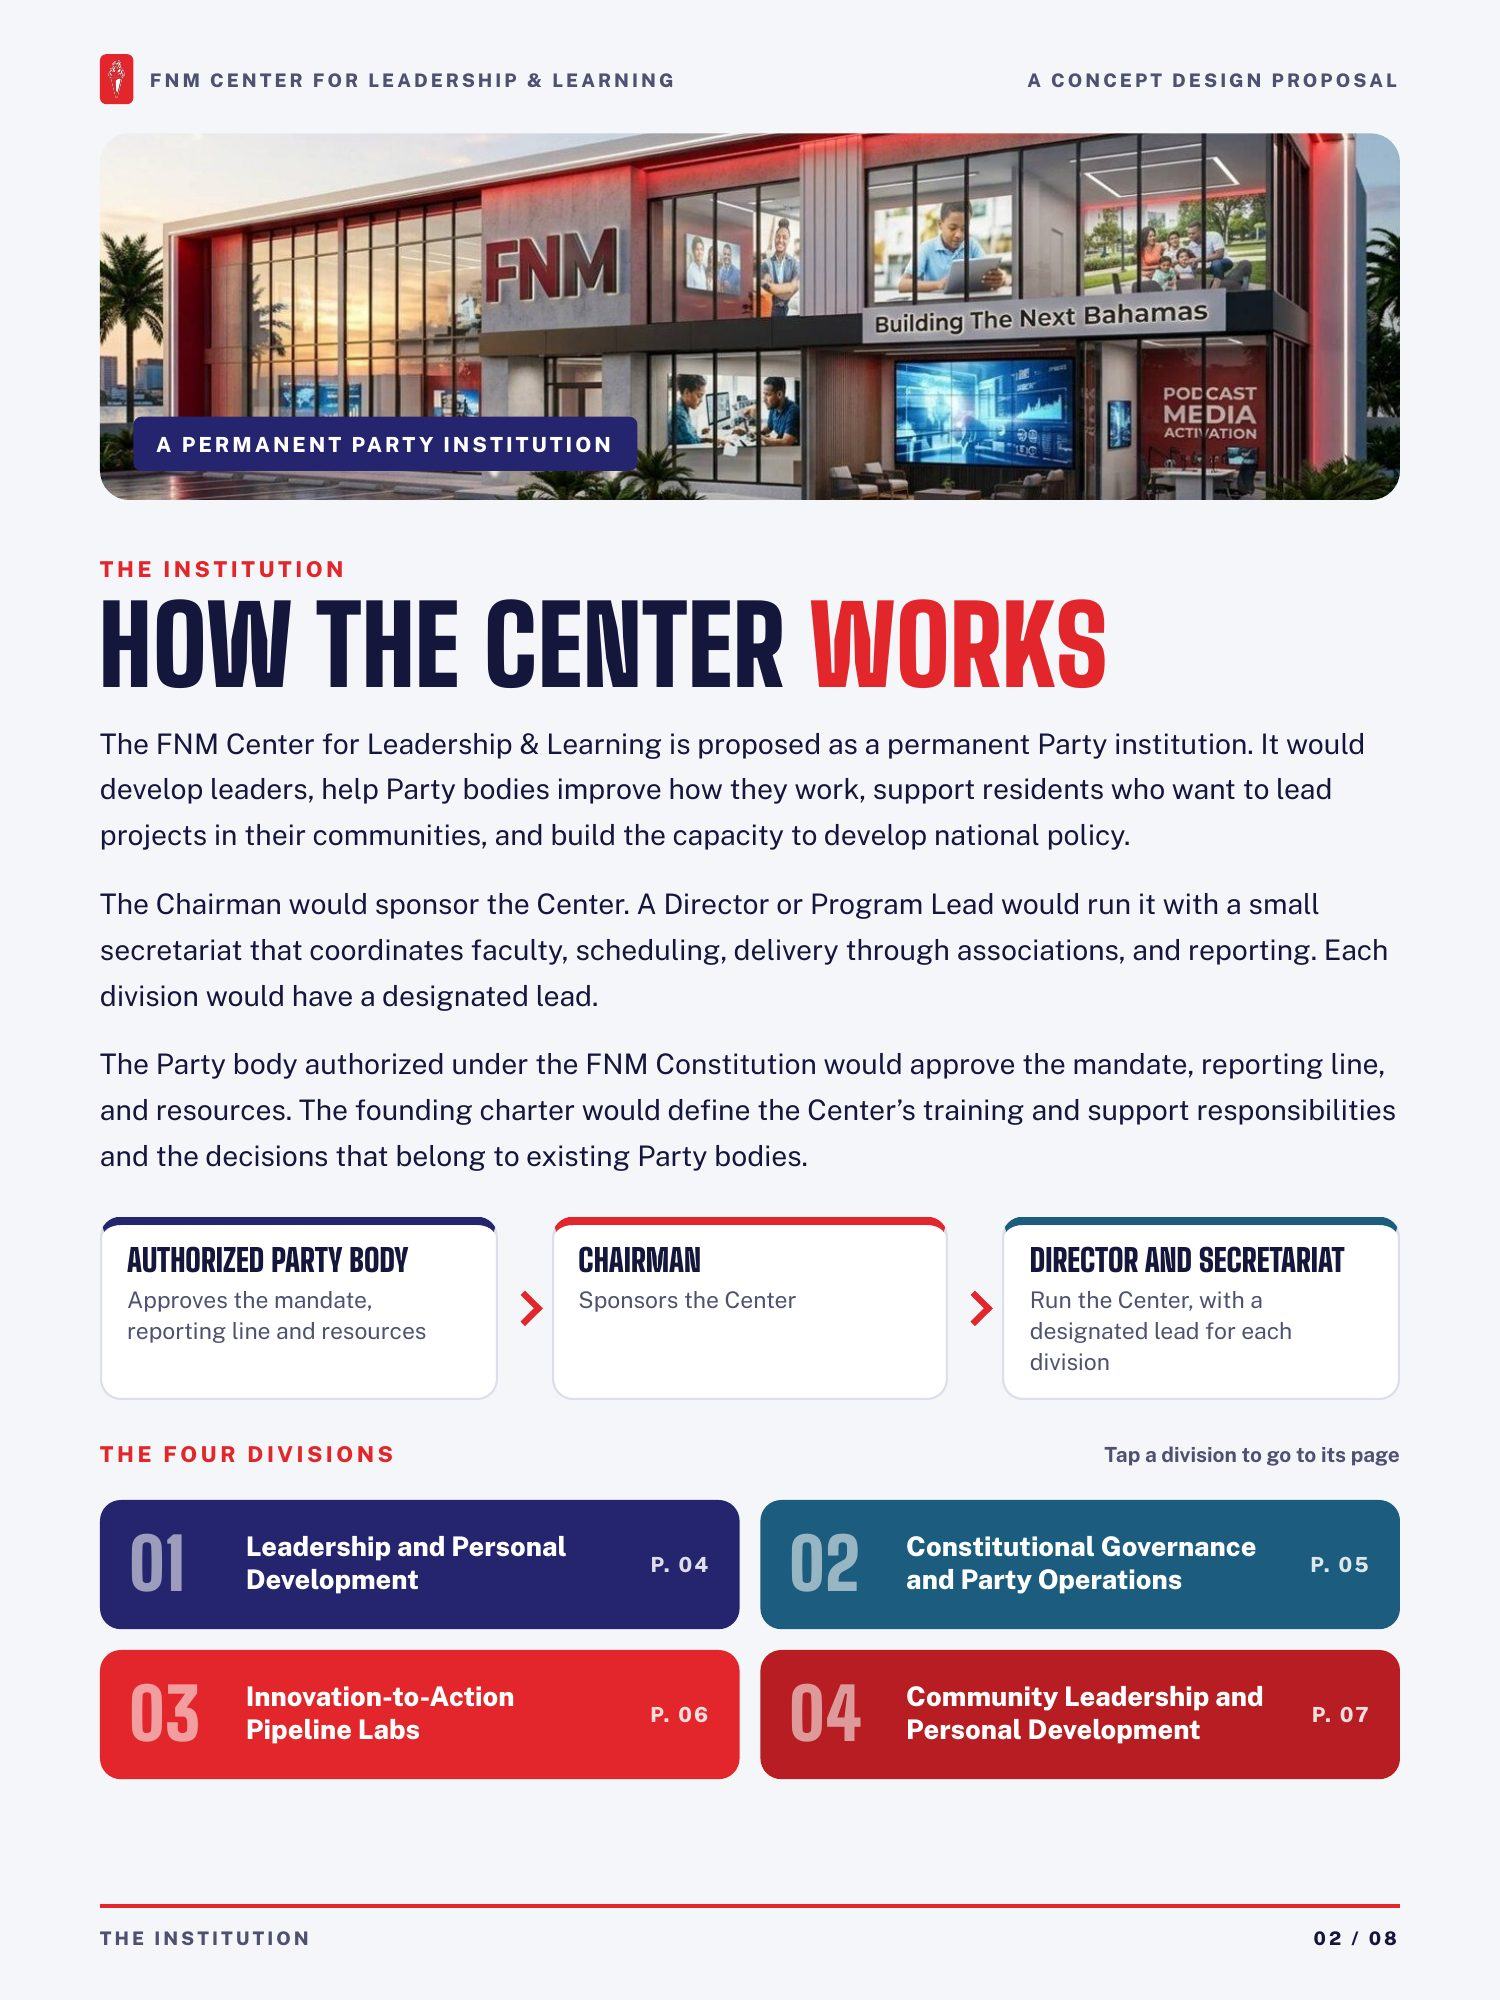 FNM CENTER FOR LEADERSHIP & LEARNING
A CONCEPT DESIGN PROPOSAL
FNM
Building The Next Bahamas
PODCAST
MEDIA
ACTIVATION
A PERMANENT PARTY INSTITUTION
THE INSTITUTION
HOW THE CENTER WORKS
The FNM Center for Leadership & Learning is proposed as a permanent Party institution. It would
develop leaders, help Party bodies improve how they work, support residents who want to lead
projects in their communities, and build the capacity to develop national policy.
The Chairman would sponsor the Center. A Director or Program Lead would run it with a small
secretariat that coordinates faculty, scheduling, delivery through associations, and reporting. Each
division would have a designated lead.
The Party body authorized under the FNM Constitution would approve the mandate, reporting line,
and resources. The founding charter would define the Center’s training and support responsibilities
and the decisions that belong to existing Party bodies.
AUTHORIZED PARTY BODY
Approves the mandate,
reporting line and resources
CHAIRMAN
Sponsors the Center
DIRECTOR AND SECRETARIAT
Run the Center, with a
designated lead for each
division
THE FOUR DIVISIONS
Tap a division to go to its page
01
Leadership and Personal
Development
P. 04
02
Constitutional Governance
and Party Operations
P. 05
03
Innovation-to-Action
Pipeline Labs
P. 06
04
Community Leadership and
Personal Development
P. 07
THE INSTITUTION
02 / 08